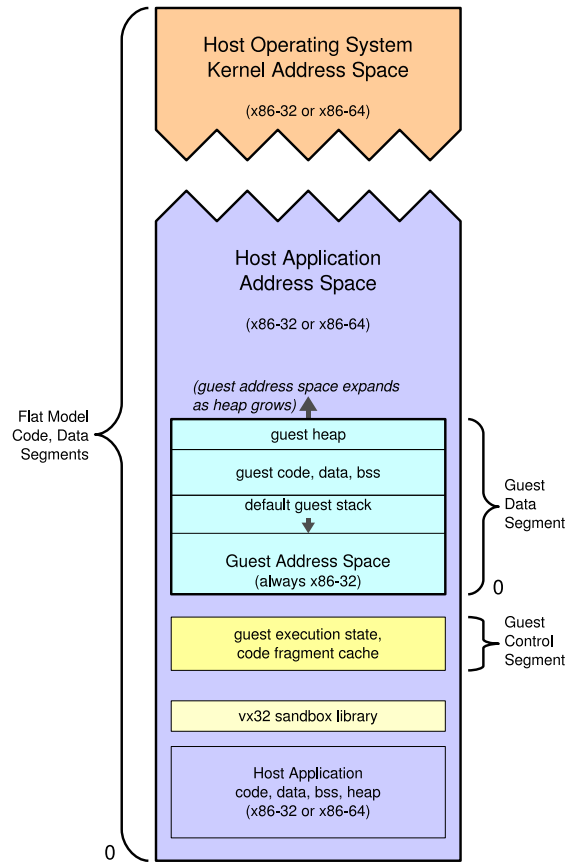 Host Operating System
Kernel Address Space
(x86-32 or x86-64)
Host Application
Address Space
(x86-32 or x86-64)
(guest address space expands
as heap grows)
Flat Model
Code, Data
Segments
guest heap
guest code, data, bss
default guest stack
Guest Address Space
(always x86-32)
Guest
Data
Segment
0
guest execution state,
code fragment cache
Guest
Control
Segment
vx32 sandbox library
Host Application
code, data, bss, heap
(x86-32 or x86-64)
0